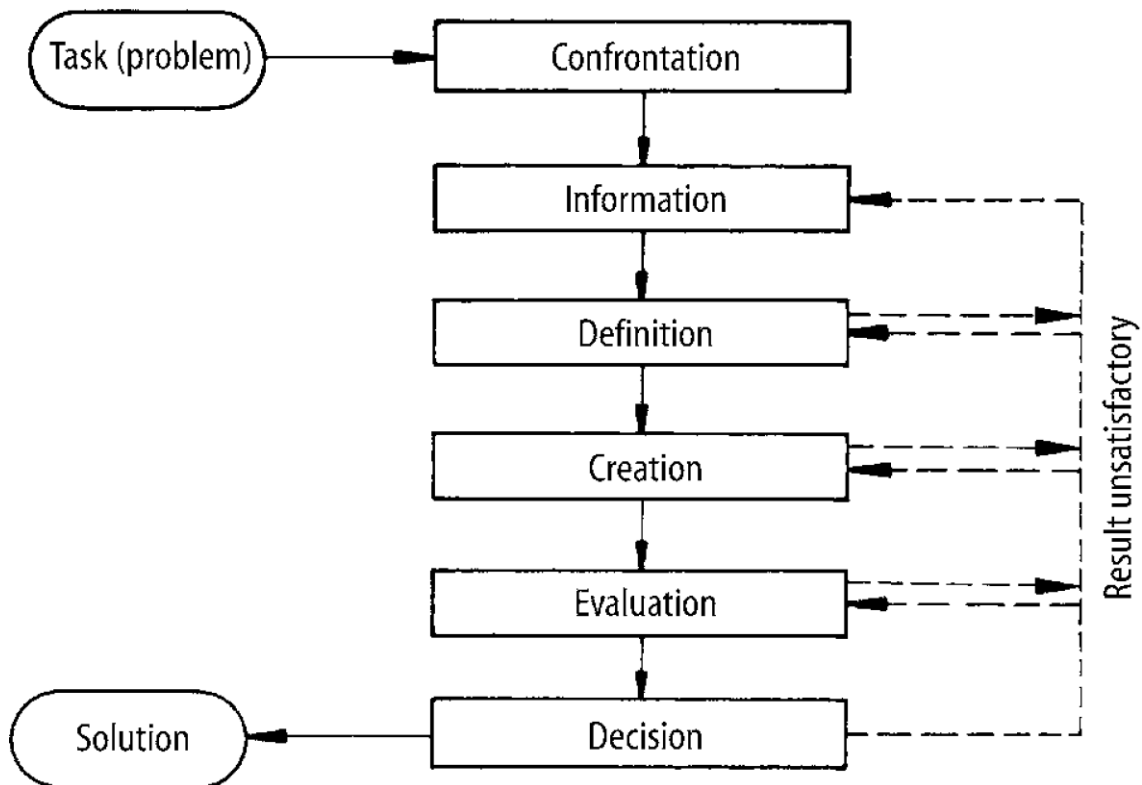 Task (problem)
Confrontation
Information
Definition
Creation
Evaluation
Decision
Solution
Result unsatisfactory